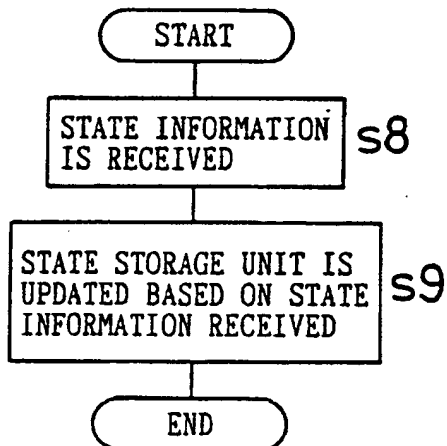 START
STATE INFORMATION
IS RECEIVED
s8
STATE STORAGE UNIT IS
UPDATED BASED ON STATE
INFORMATION RECEIVED
s9
END